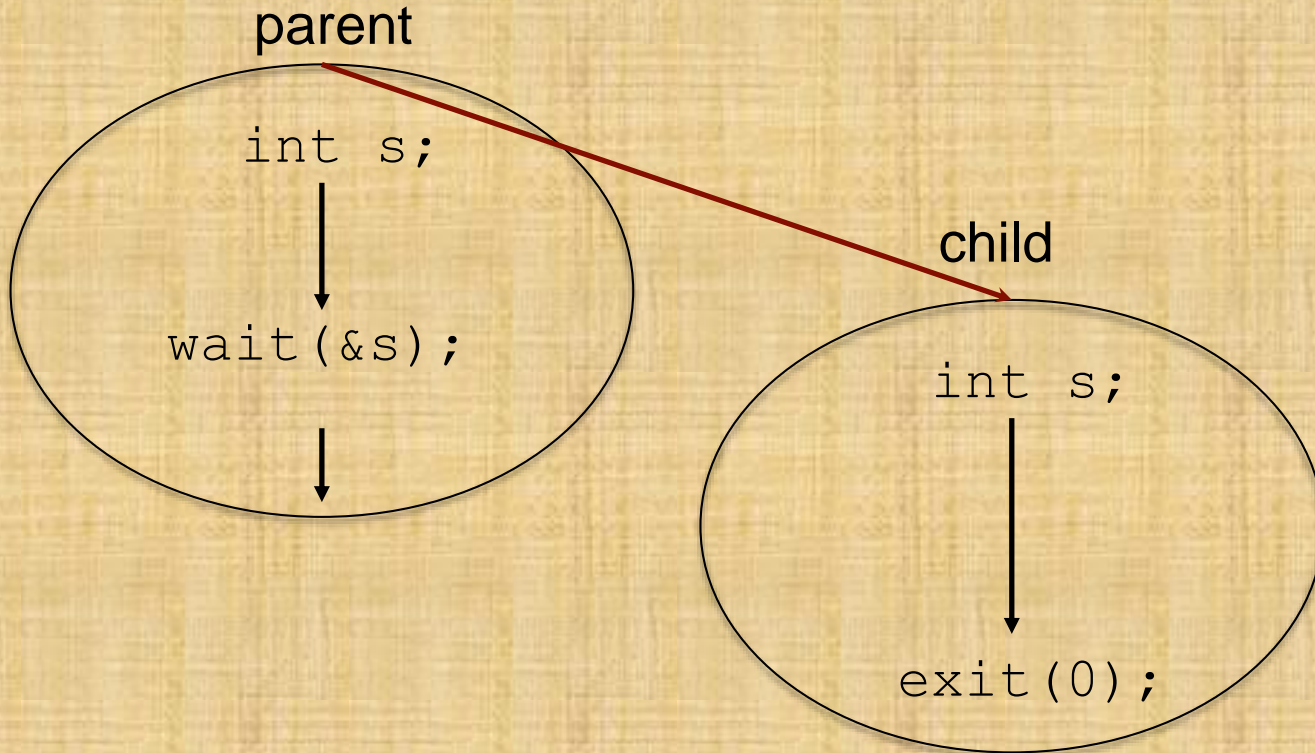 parent
int s;
wait(&s);
child
int s;
exit(0);